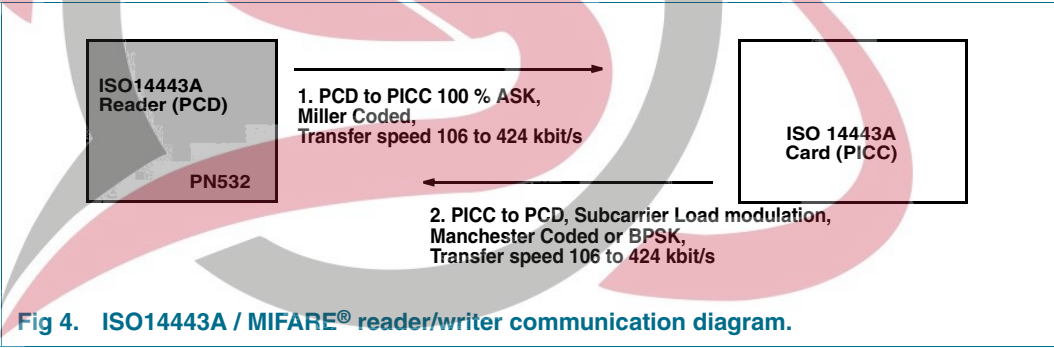 ISO14443A
Reader (PCD)
PN532
1. PCD to PICC 100 % ASK,
Miller Coded,
Transfer speed 106 to 424 kbit/s
ISO 14443A
Card (PICC)
2. PICC to PCD, Subcarrier Load modulation,
Manchester Coded or BPSK,
Transfer speed 106 to 424 kbit/s
Fig 4. ISO14443A / MIFARE® reader/writer communication diagram.